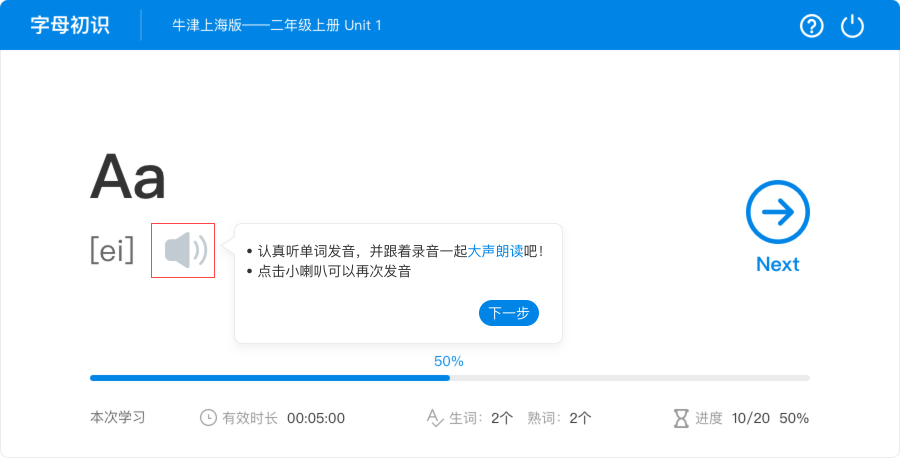 字母初识
牛津上海版——二年级上册 Unit 1
Aa
[ei]
• 认真听单词发音，并跟着录音一起大声朗读吧！
• 点击小喇叭可以再次发音
下一步
Next
50%
本次学习 有效时长 00:05:00 生词：2个 熟词：2个 进度 10/20 50%